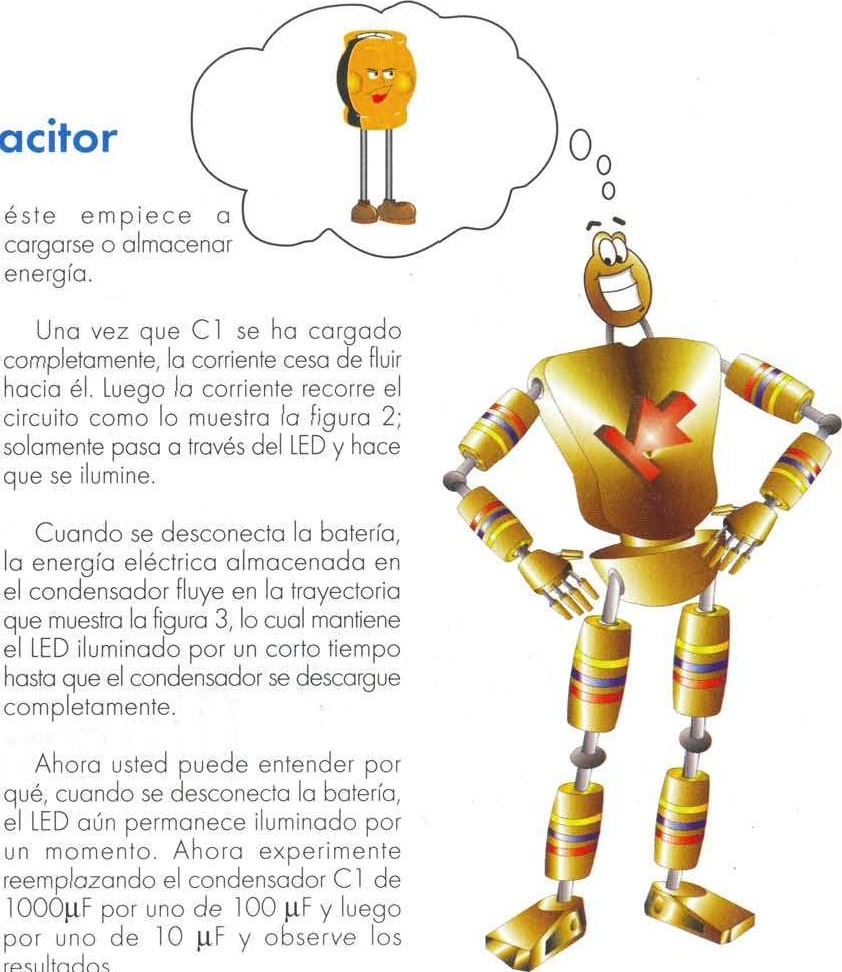 acitor
éste empiece a
cargarse o almacenar
energía.
Una vez que C1 se ha cargado
completamente, la corriente cesa de fluir
hacia él. Luego la corriente recorre el
circuito como lo muestra la figura 2;
solamente pasa a través del LED y hace
que se ilumine.
Cuando se desconecta la batería,
la energía eléctrica almacenada en
el condensador fluye en la trayectoria
que muestra la figura 3, lo cual mantiene
el LED iluminado por un corto tiempo
hasta que el condensador se descargue
completamente.
Ahora usted puede entender por
qué, cuando se desconecta la batería,
el LED aún permanece iluminado por
un momento. Ahora experimente
reemplazando el condensador C1 de
1000µF por uno de 100 µF y luego
por uno de 10 µF y observe los
resultados.